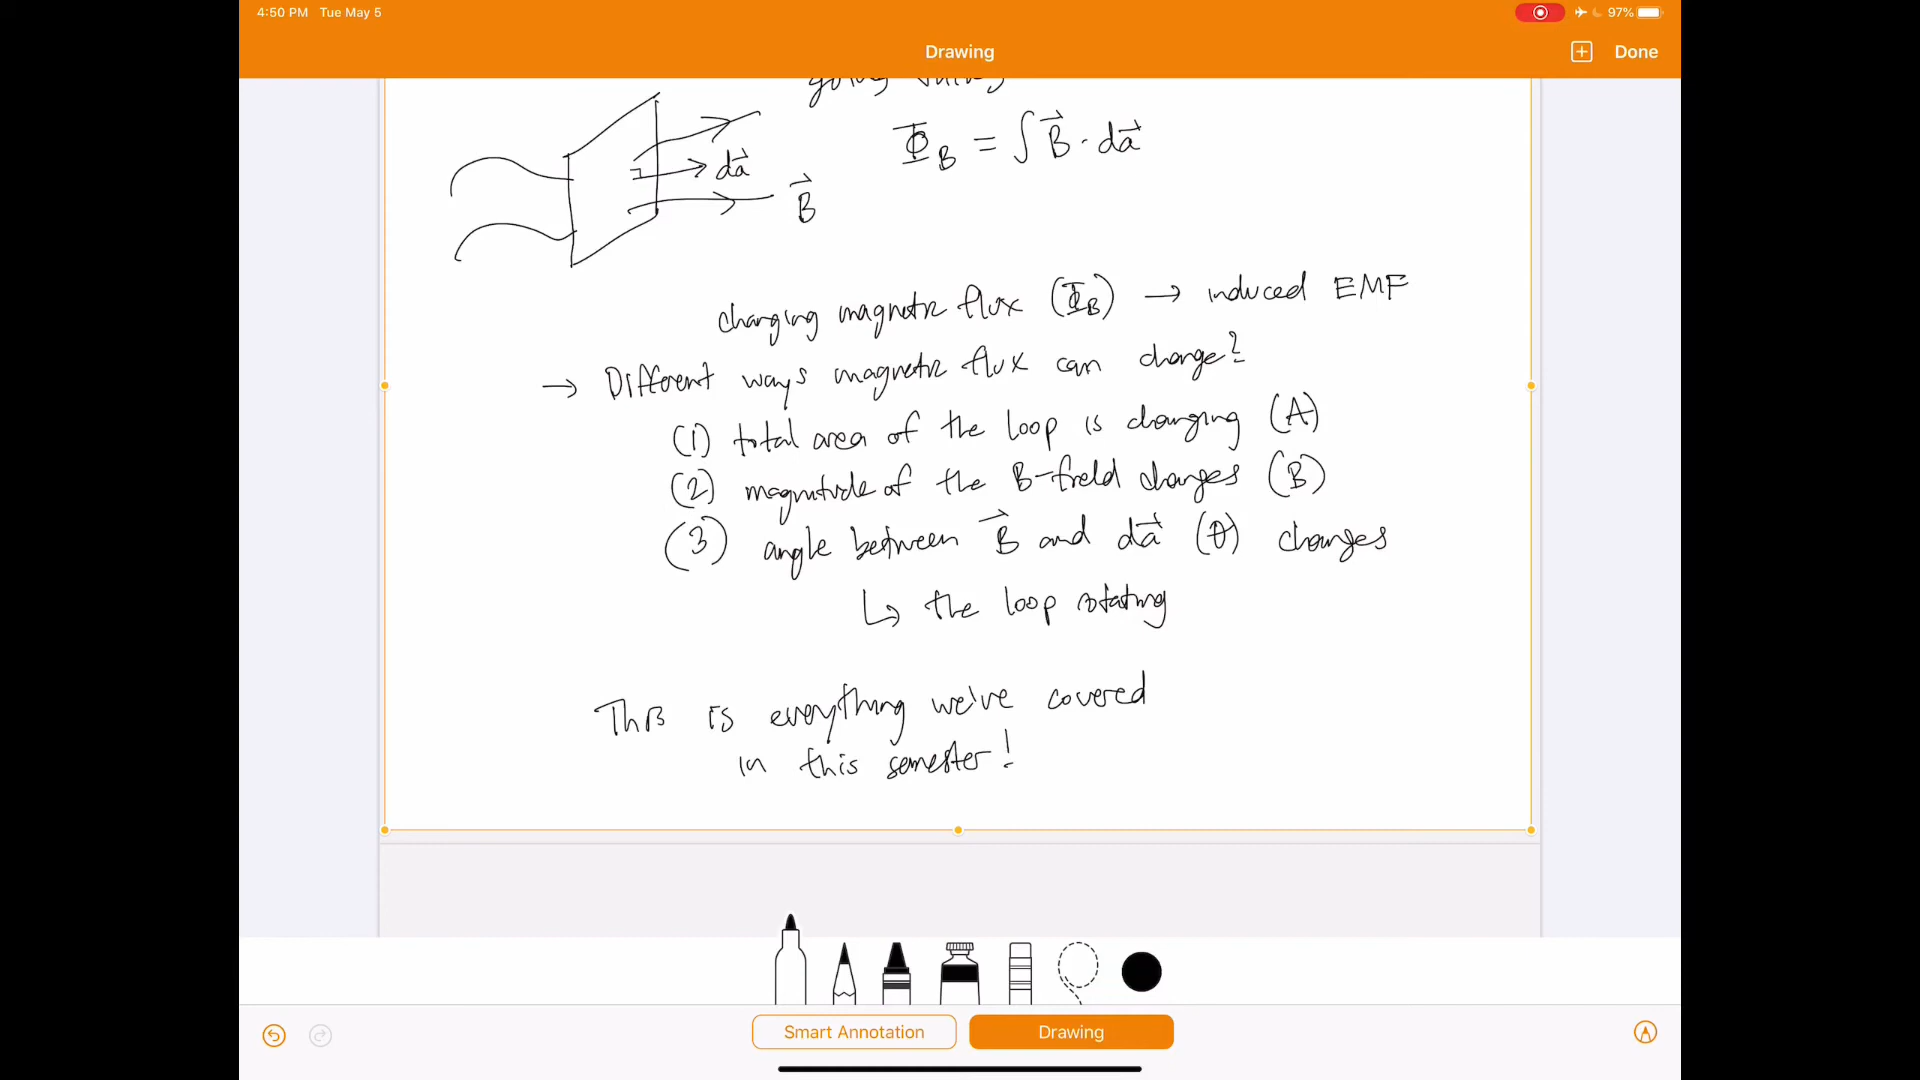 4:50 PM Tue May 5
97%
Drawing
Done
Φ_B = ∫ B⃗ · da⃗
da⃗
B⃗
changing magnetic flux (Φ_B) → induced EMF
→ Different ways magnetic flux can change?
(1) total area of the loop is changing (A)
(2) magnitude of the B-field changes (B)
(3) angle between B⃗ and da⃗ (θ) changes
↳ the loop rotating
This is everything we've covered
in this semester!
Smart Annotation
Drawing